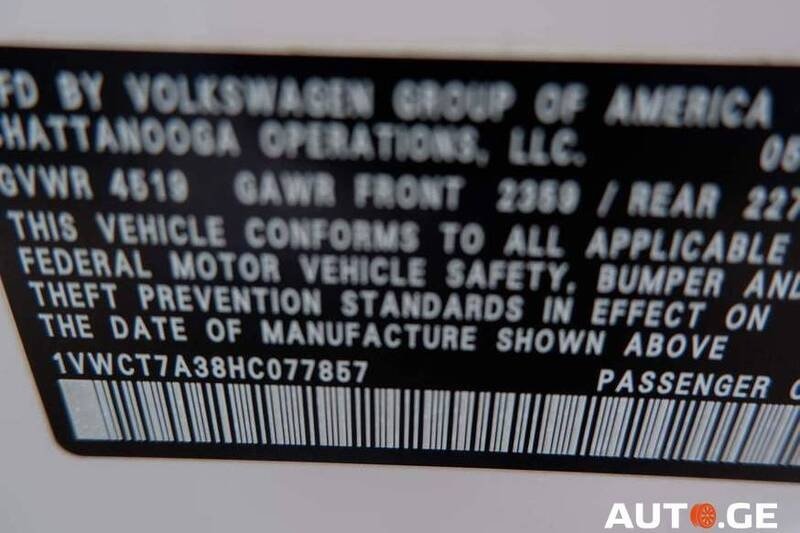 FD BY VOLKSWAGEN GROUP OF AMERICA
CHATTANOOGA OPERATIONS, LLC. 05
GVWR 4519 GAWR FRONT 2359 / REAR 227
THIS VEHICLE CONFORMS TO ALL APPLICABLE
FEDERAL MOTOR VEHICLE SAFETY, BUMPER AND
THEFT PREVENTION STANDARDS IN EFFECT ON
THE DATE OF MANUFACTURE SHOWN ABOVE
1VWCT7A38HC077857
PASSENGER C
AUTO.GE